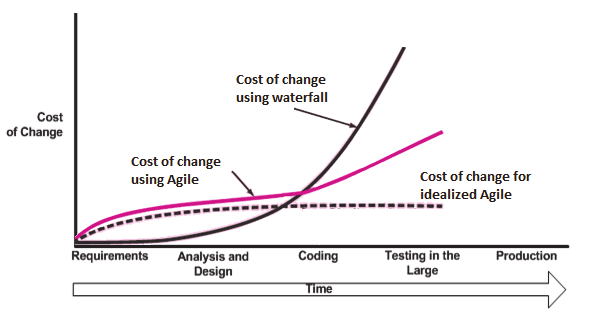 Cost of change
using waterfall
Cost
of Change
Cost of change
using Agile
Cost of change for
idealized Agile
Requirements
Analysis and
Design
Coding
Testing in the
Large
Production
Time